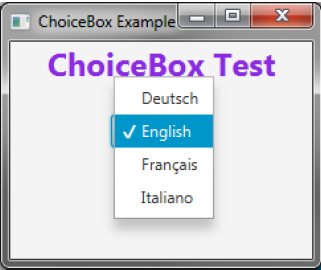 ChoiceBox Example
ChoiceBox Test
Deutsch
✓ English
Français
Italiano